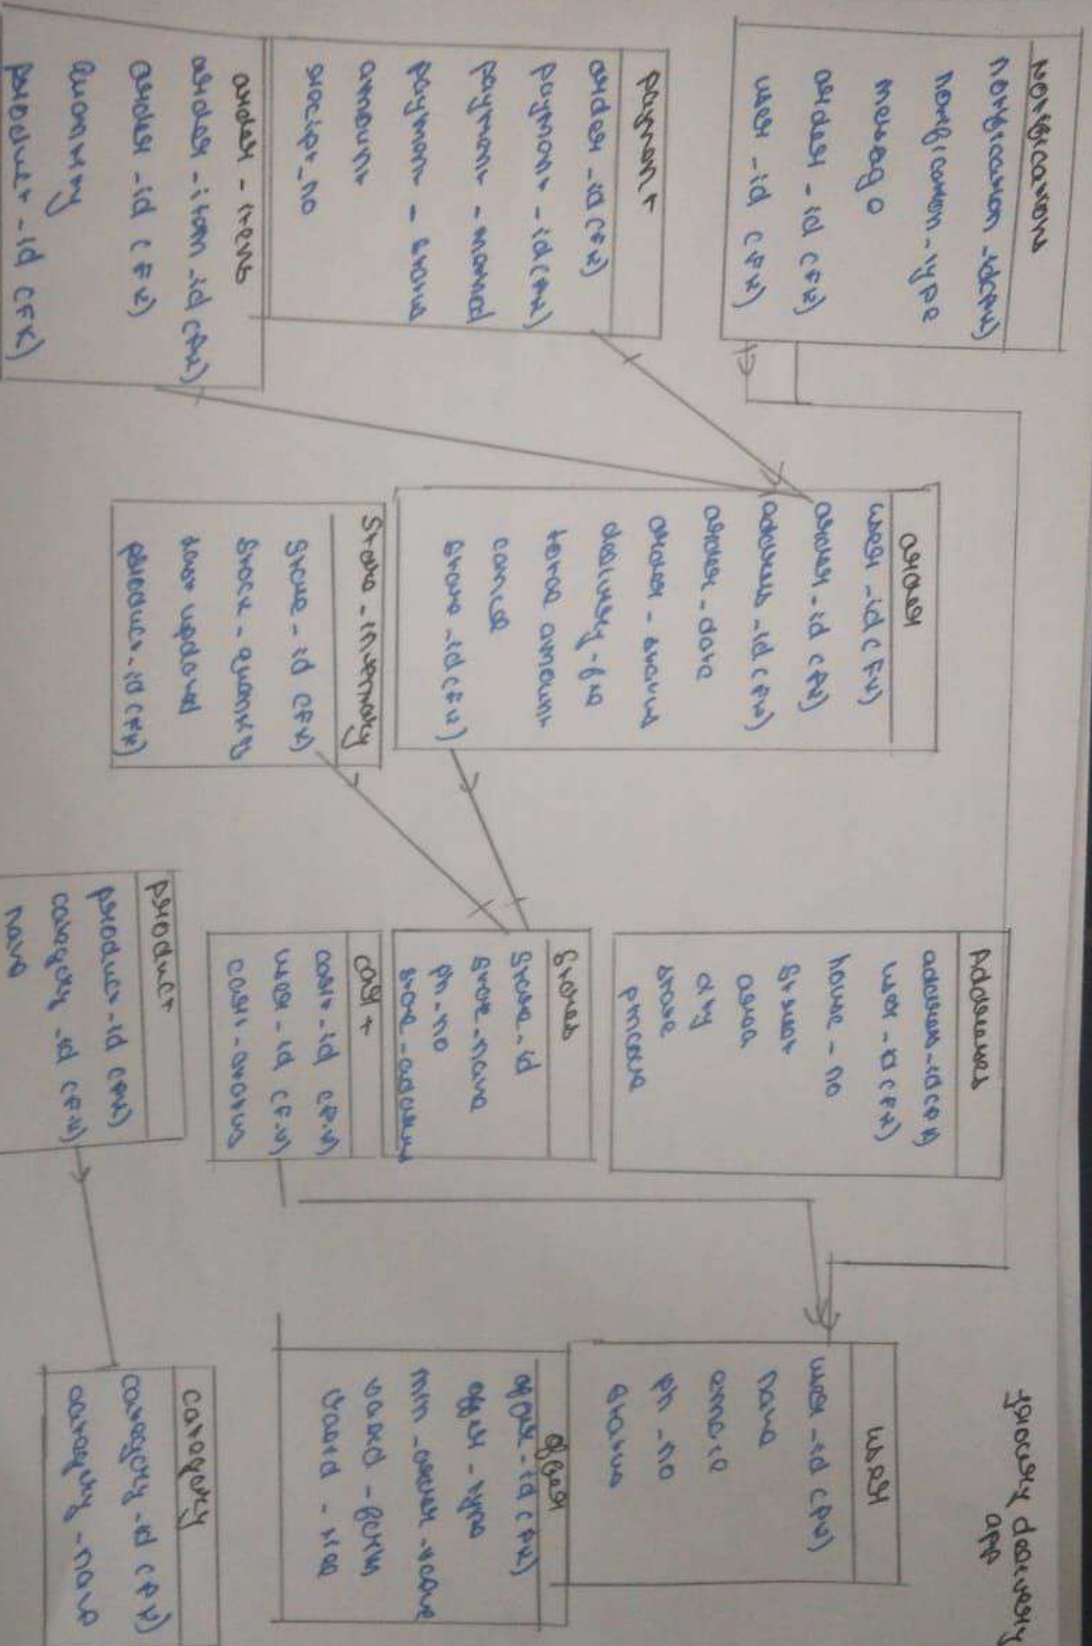 grocery delivery
app
user
user-id (PK)
name
email
ph-no
status
offer
offer-id (PK)
offer-type
min-order-value
valid-from
valid-till
category
category-id (PK)
category-name
Addresses
address-id (PK)
user-id (FK)
house-no
street
area
city
state
pincode
Stores
Store-id
store-name
ph-no
store-address
cart
cart-id (PK)
user-id (FK)
cart-status
product
product-id (PK)
category-id (FK)
name
order
user-id (FK)
order-id (PK)
address-id (FK)
order-date
order-status
delivery-fee
total amount
cancel
store-id (FK)
Store-inventory
Store-id (FK)
Stock-quantity
last updated
product-id (FK)
notifications
notification-id (PK)
notification-type
message
order-id (FK)
user-id (FK)
payment
order-id (FK)
payment-id (PK)
payment-method
payment-status
amount
recipt_no
order-items
order-item-id (PK)
order-id (FK)
quantity
product-id (FK)